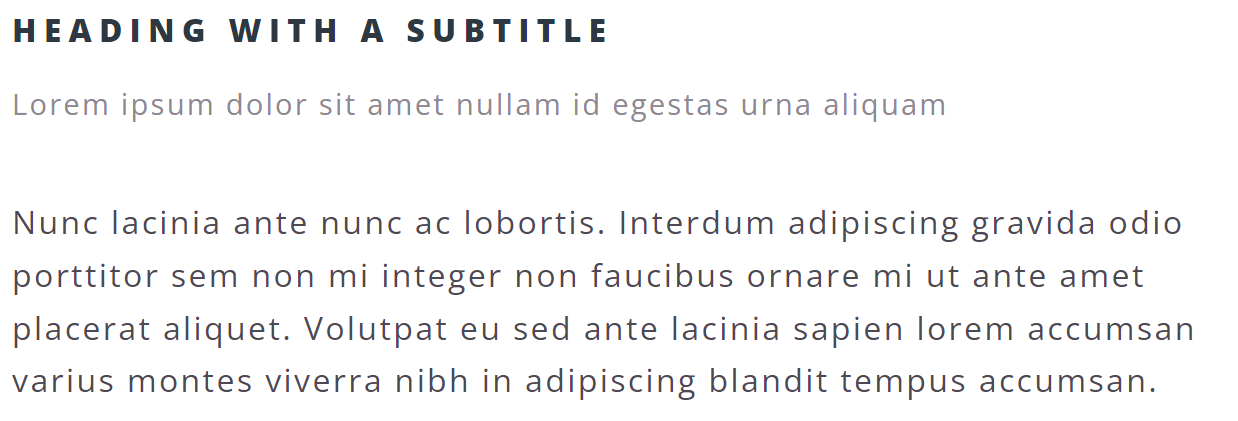 HEADING WITH A SUBTITLE
Lorem ipsum dolor sit amet nullam id egestas urna aliquam
Nunc lacinia ante nunc ac lobortis. Interdum adipiscing gravida odio
porttitor sem non mi integer non faucibus ornare mi ut ante amet
placerat aliquet. Volutpat eu sed ante lacinia sapien lorem accumsan
varius montes viverra nibh in adipiscing blandit tempus accumsan.